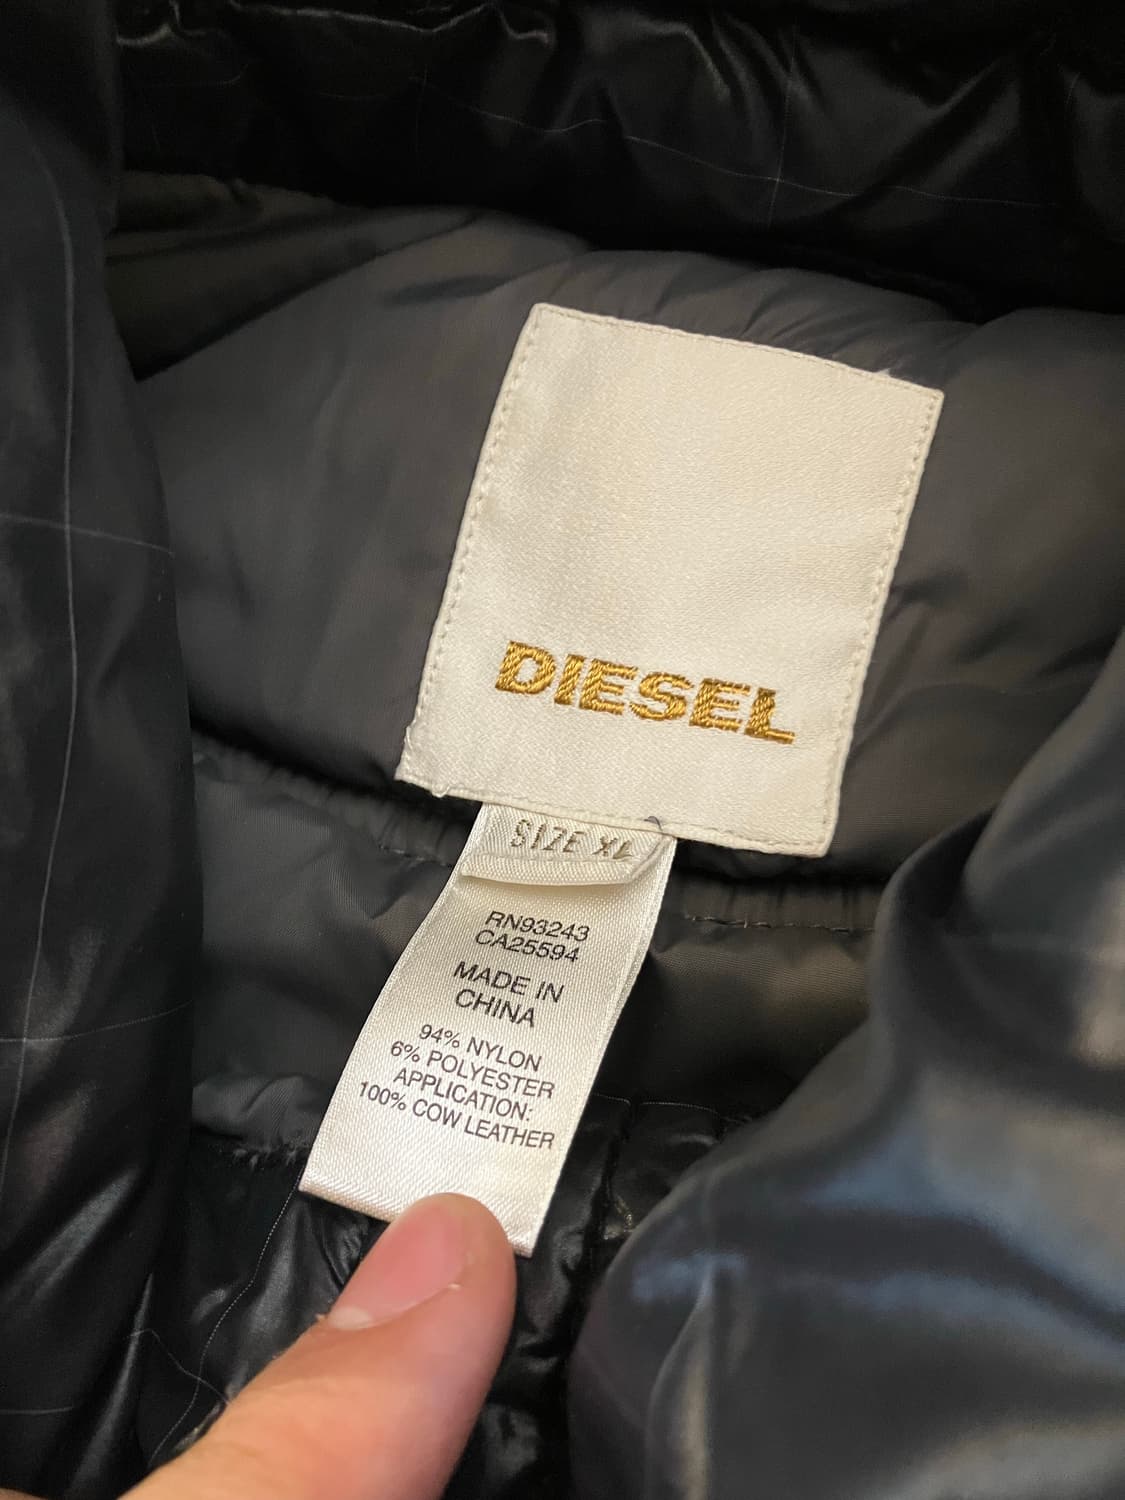 DIESEL
SIZE XL
RN93243
CA25594
MADE IN
CHINA
94% NYLON
6% POLYESTER
APPLICATION:
100% COW LEATHER